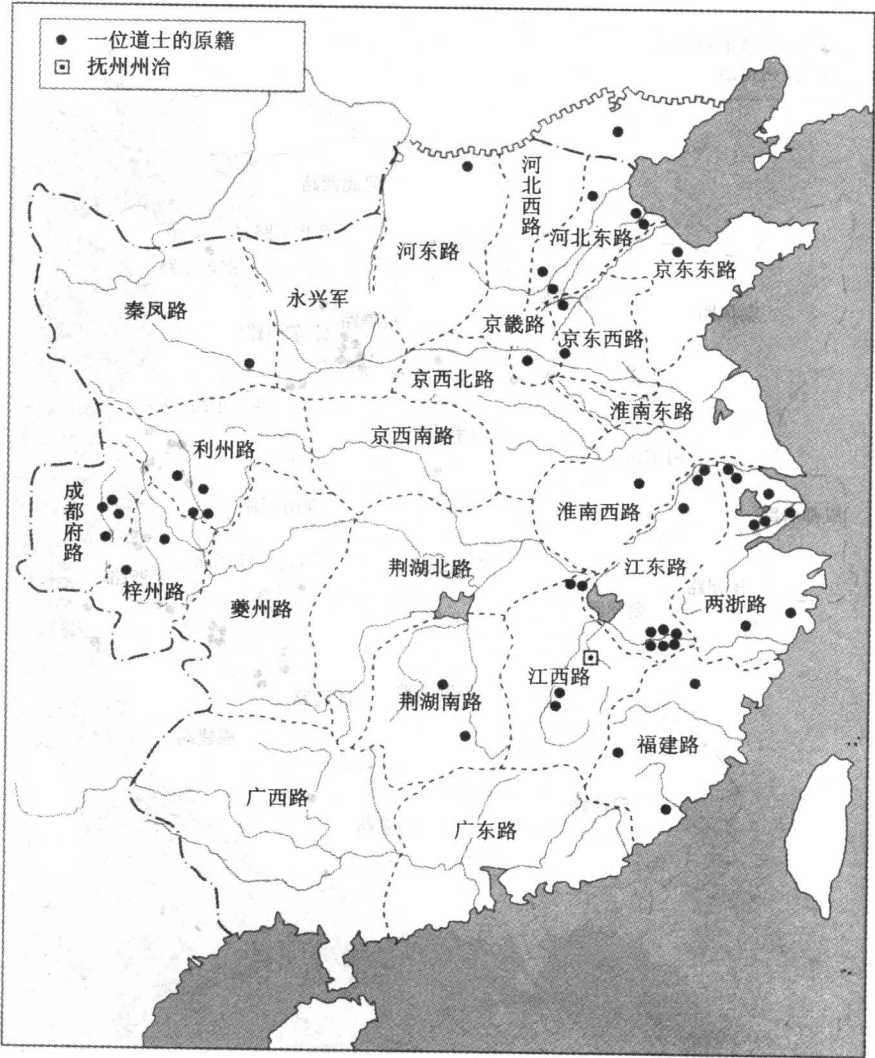 一位道士的原籍
抚州州治
河北西路
河东路
河北东路
京东东路
秦凤路
永兴军
京畿路
京东西路
京西北路
淮南东路
利州路
京西南路
成都府路
淮南西路
梓州路
夔州路
荆湖北路
江东路
两浙路
荆湖南路
江西路
福建路
广西路
广东路